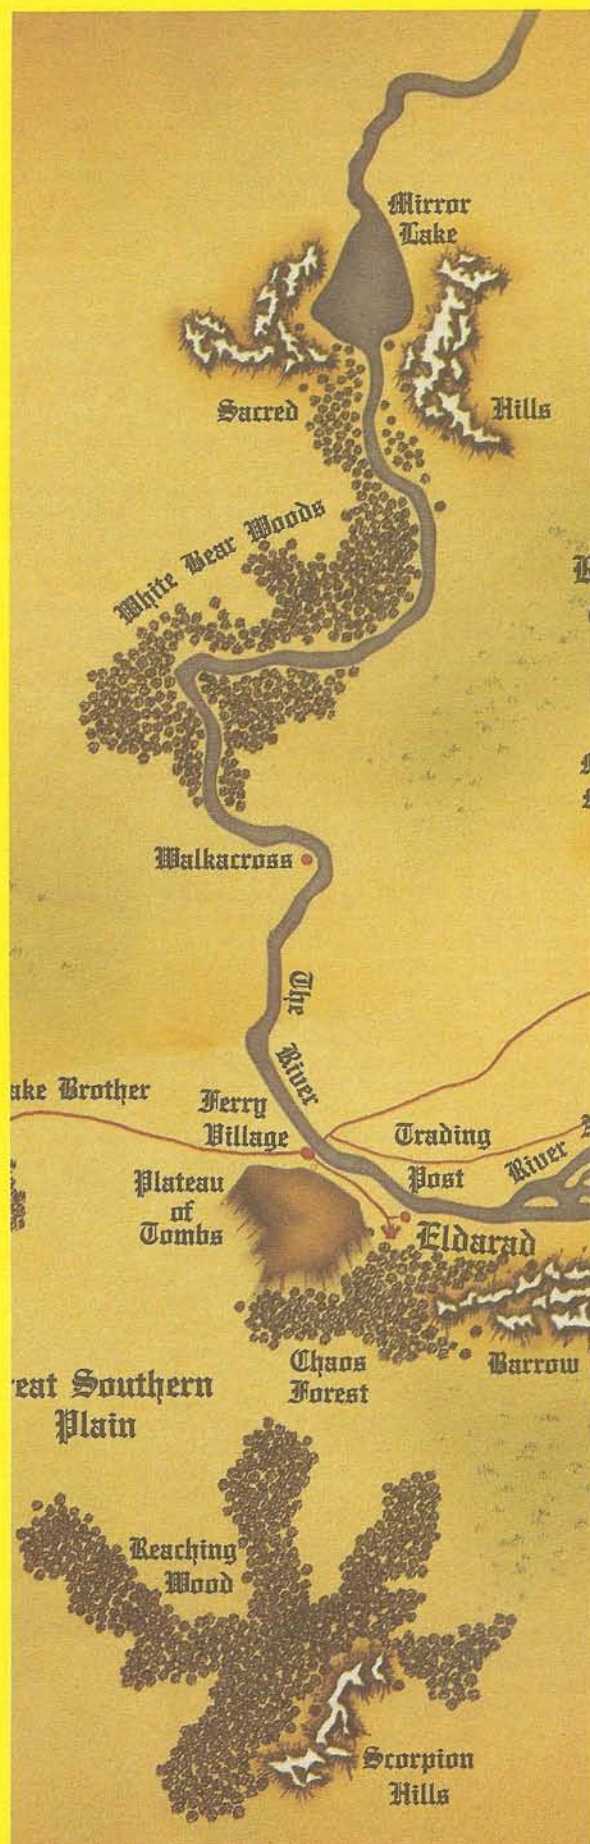 Mirror
Lake
Sacred
Hills
White Bear Woods
Walkacross
The
River
ake Brother
Ferry
Village
Trading
Post
River
Plateau
of
Tombs
Eldarad
Chaos
Forest
Barrow
eat Southern
Plain
Reaching
Wood
Scorpion
Hills